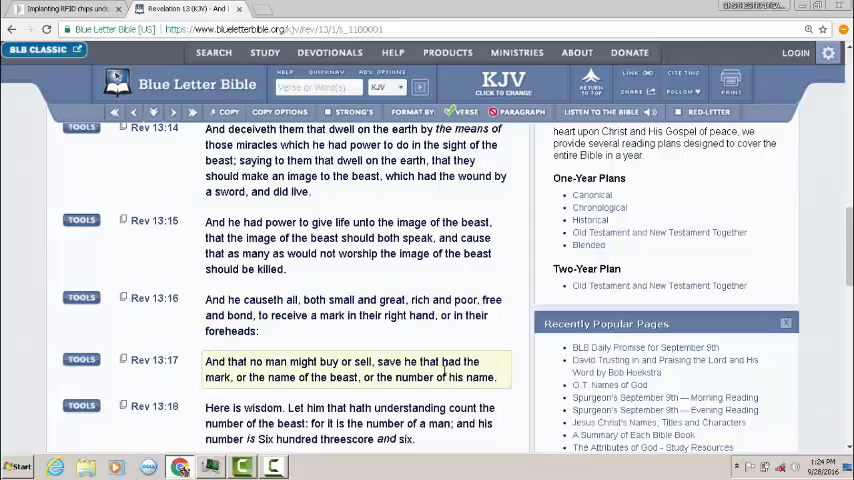 Implanting RFID chips und
Revelation 13 (KJV) - And l
Blue Letter Bible [US]
https://www.blueletterbible.org/kjv/rev/13/1/s_1180001
BLB CLASSIC
SEARCH STUDY DEVOTIONALS HELP PRODUCTS MINISTRIES ABOUT DONATE
LOGIN
Blue Letter Bible
HELP QUICKNAV ADV. OPTIONS
Verse or Word(s) KJV
KJV
CLICK TO CHANGE
RETURN
TO TOP
LINK CITE THIS
SHARE FOLLOW
PRINT
COPY COPY OPTIONS STRONG'S FORMAT BY: VERSE PARAGRAPH LISTEN TO THE BIBLE RED-LETTER
TOOLS Rev 13:14
And deceiveth them that dwell on the earth by the means of
those miracles which he had power to do in the sight of the
beast; saying to them that dwell on the earth, that they
should make an image to the beast, which had the wound by
a sword, and did live.
TOOLS Rev 13:15
And he had power to give life unto the image of the beast,
that the image of the beast should both speak, and cause
that as many as would not worship the image of the beast
should be killed.
TOOLS Rev 13:16
And he causeth all, both small and great, rich and poor, free
and bond, to receive a mark in their right hand, or in their
foreheads:
TOOLS Rev 13:17
And that no man might buy or sell, save he that had the
mark, or the name of the beast, or the number of his name.
TOOLS Rev 13:18
Here is wisdom. Let him that hath understanding count the
number of the beast: for it is the number of a man; and his
number is Six hundred threescore and six.
heart upon Christ and His Gospel of peace, we
provide several reading plans designed to cover the
entire Bible in a year.
One-Year Plans
Canonical
Chronological
Historical
Old Testament and New Testament Together
Blended
Two-Year Plan
Old Testament and New Testament Together
Recently Popular Pages
BLB Daily Promise for September 9th
David Trusting in and Praising the Lord and His
Word by Bob Hoekstra
O.T. Names of God
Spurgeon's September 9th — Morning Reading
Spurgeon's September 9th — Evening Reading
Jesus Christ's Names, Titles and Characters
A Summary of Each Bible Book
The Attributes of God - Study Resources
Start
1:24 PM
9/28/2016